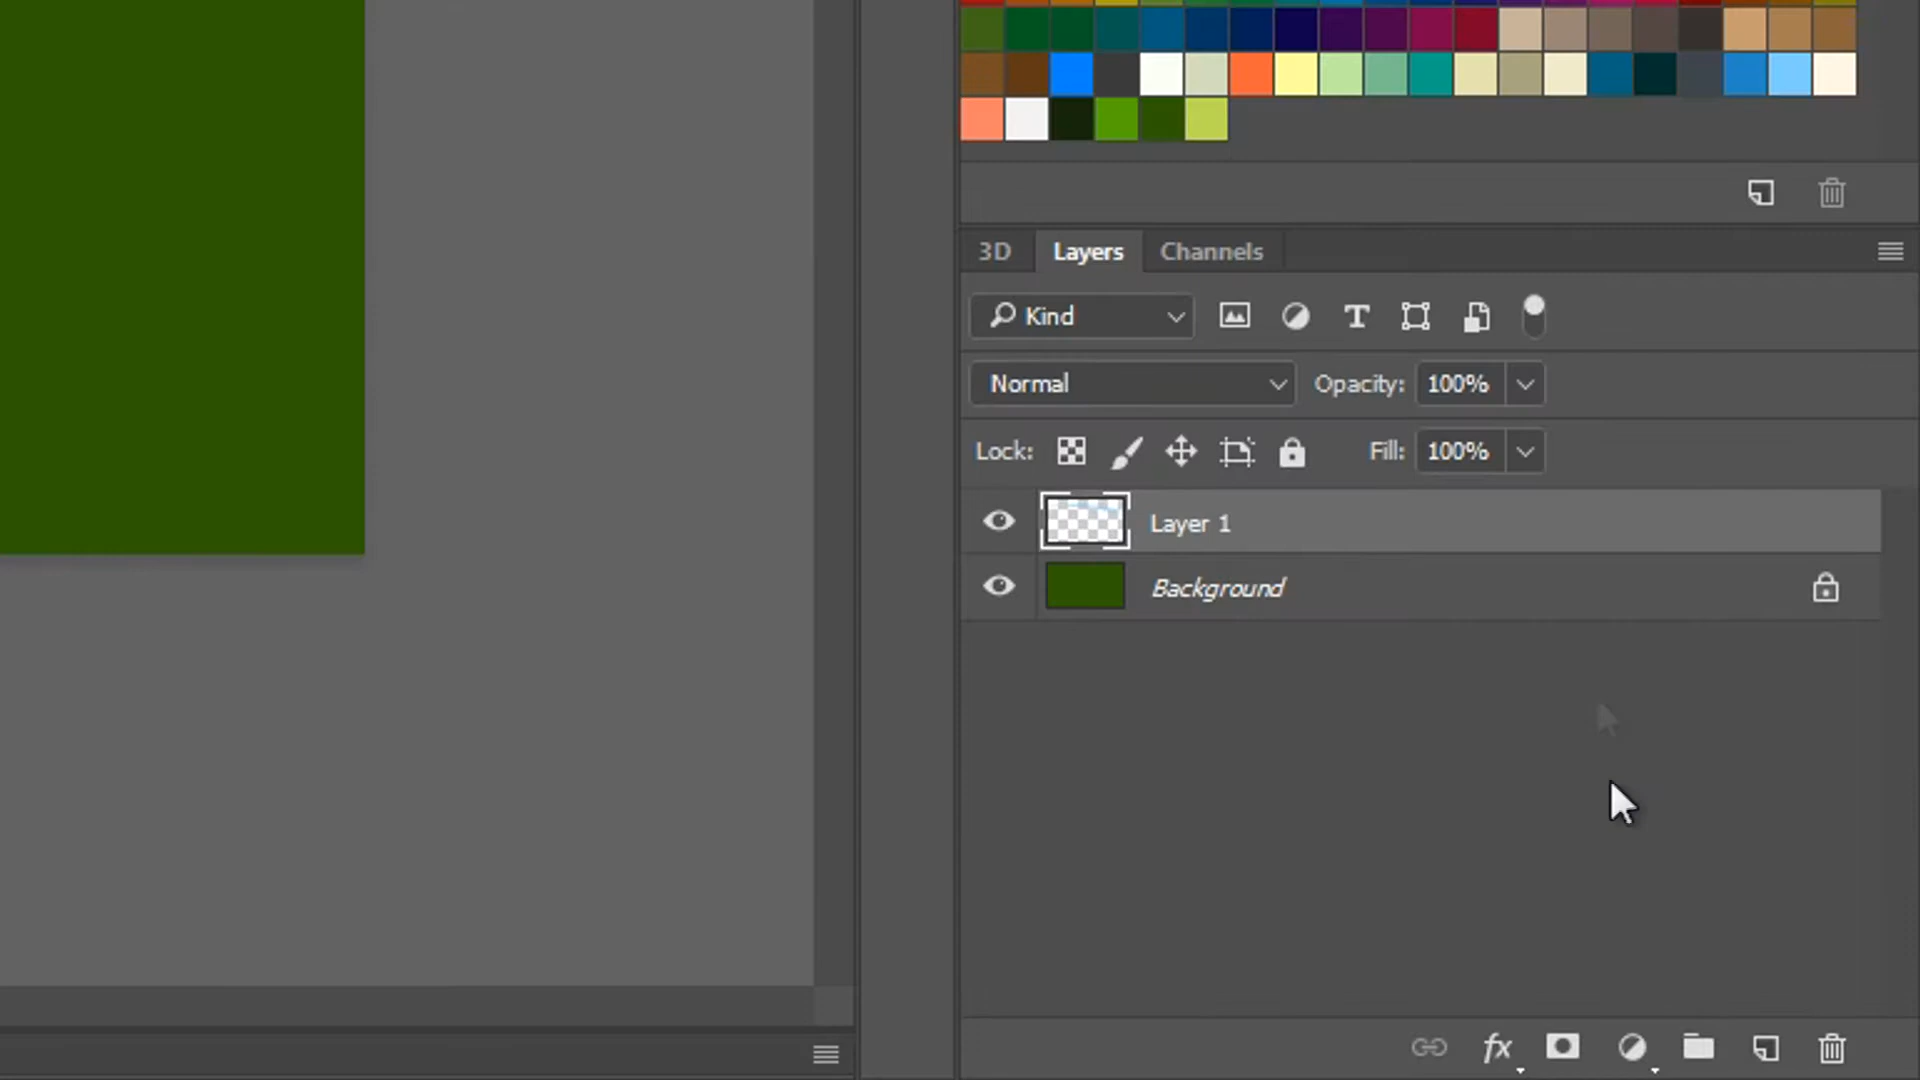 3D Layers Channels
Kind
Normal Opacity: 100%
Lock: Fill: 100%
Layer 1
Background
fx